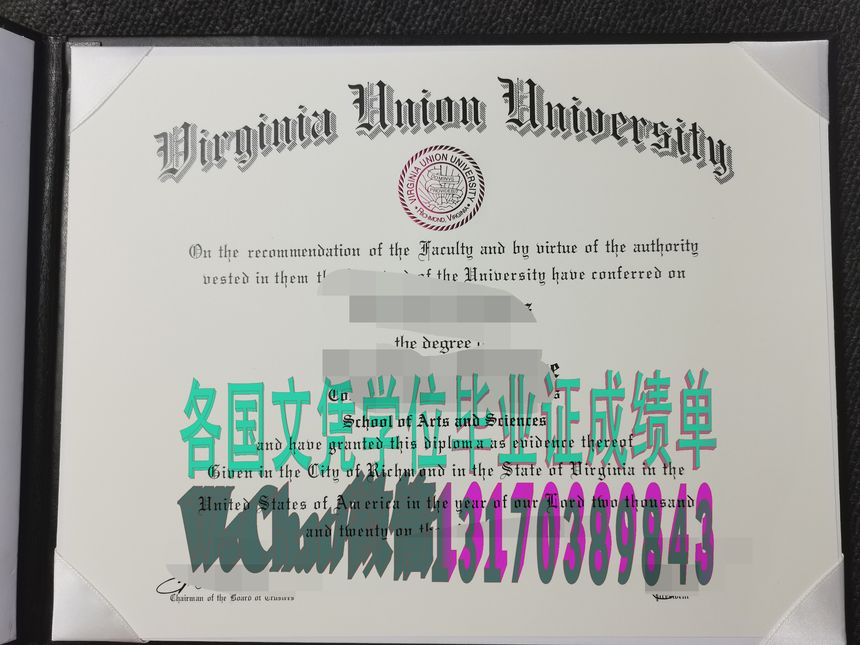 Virginia Union University
VIRGINIA UNION UNIVERSITY
RICHMOND, VIRGINIA
On the recommendation of the Faculty and by virtue of the authority
vested in them of the University have conferred on
the degree
各国文凭学位毕业证成绩单
School of Arts and Sciences
and have granted this diploma as evidence thereof
Given in the City of Richmond in the State of Virginia in the
United States of America in the year of our Lord two thousand
WeChat微信13170389843
and twenty on
Chairman of the Board of Trustees